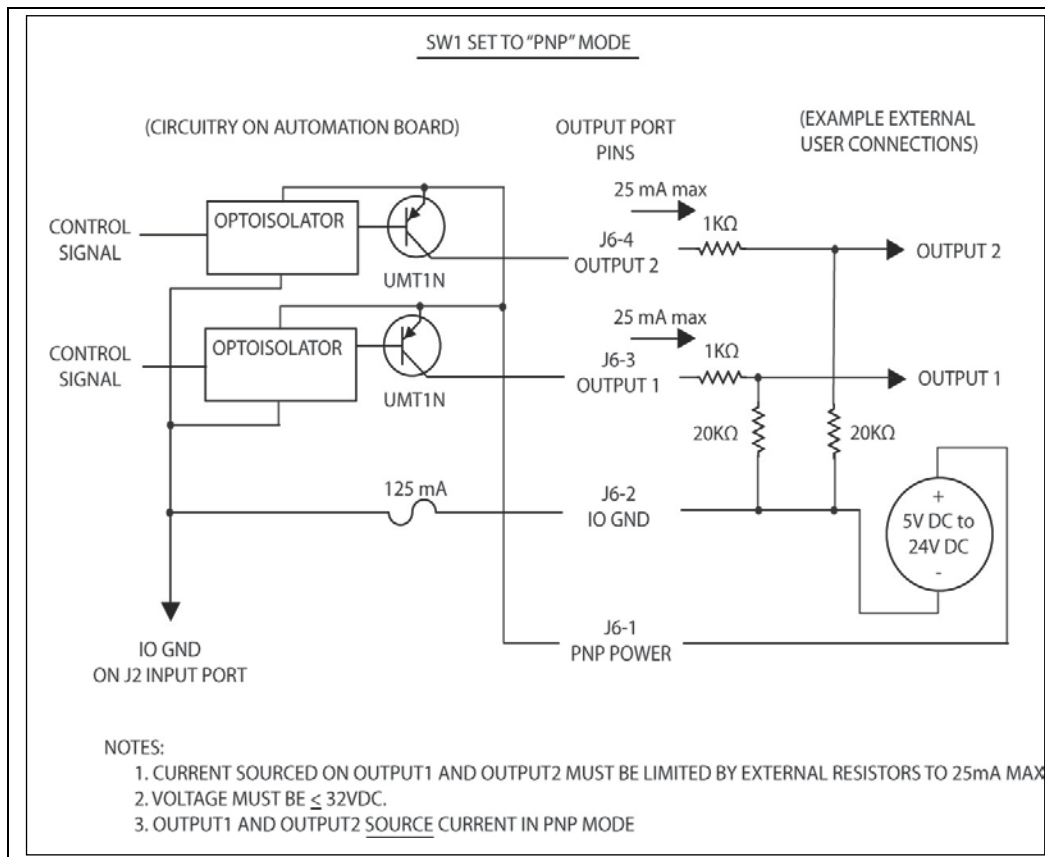 SW1 SET TO “PNP” MODE
(CIRCUITRY ON AUTOMATION BOARD)
OUTPUT PORT
PINS
(EXAMPLE EXTERNAL
USER CONNECTIONS)
25 mA max
OPTOISOLATOR
CONTROL
SIGNAL
1KΩ
J6-4
OUTPUT 2
OUTPUT 2
UMT1N
25 mA max
OPTOISOLATOR
CONTROL
SIGNAL
1KΩ
J6-3
OUTPUT 1
OUTPUT 1
UMT1N
20KΩ
20KΩ
125 mA
J6-2
IO GND
+
5V DC to
24V DC
-
J6-1
PNP POWER
IO GND
ON J2 INPUT PORT
NOTES:
1. CURRENT SOURCED ON OUTPUT1 AND OUTPUT2 MUST BE LIMITED BY EXTERNAL RESISTORS TO 25mA MAX
2. VOLTAGE MUST BE ≤ 32VDC.
3. OUTPUT1 AND OUTPUT2 SOURCE CURRENT IN PNP MODE